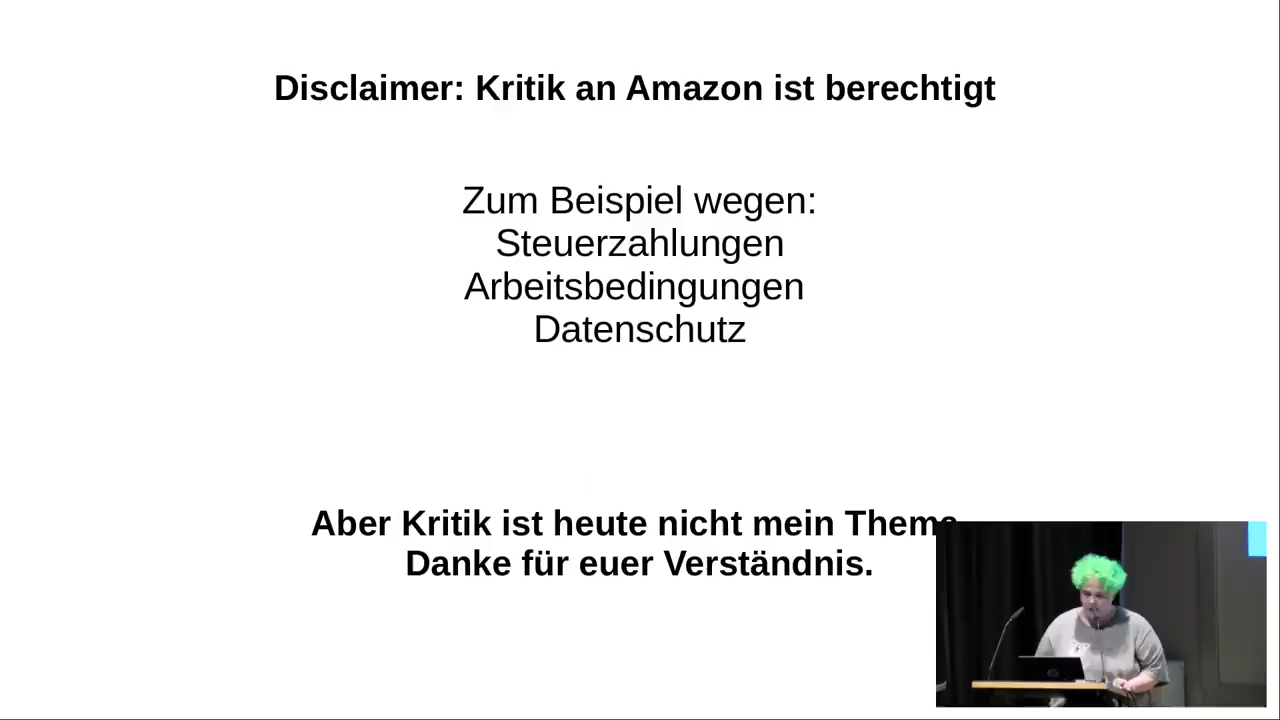 Disclaimer: Kritik an Amazon ist berechtigt
Zum Beispiel wegen:
Steuerzahlungen
Arbeitsbedingungen
Datenschutz
Aber Kritik ist heute nicht mein Thema
Danke für euer Verständnis.